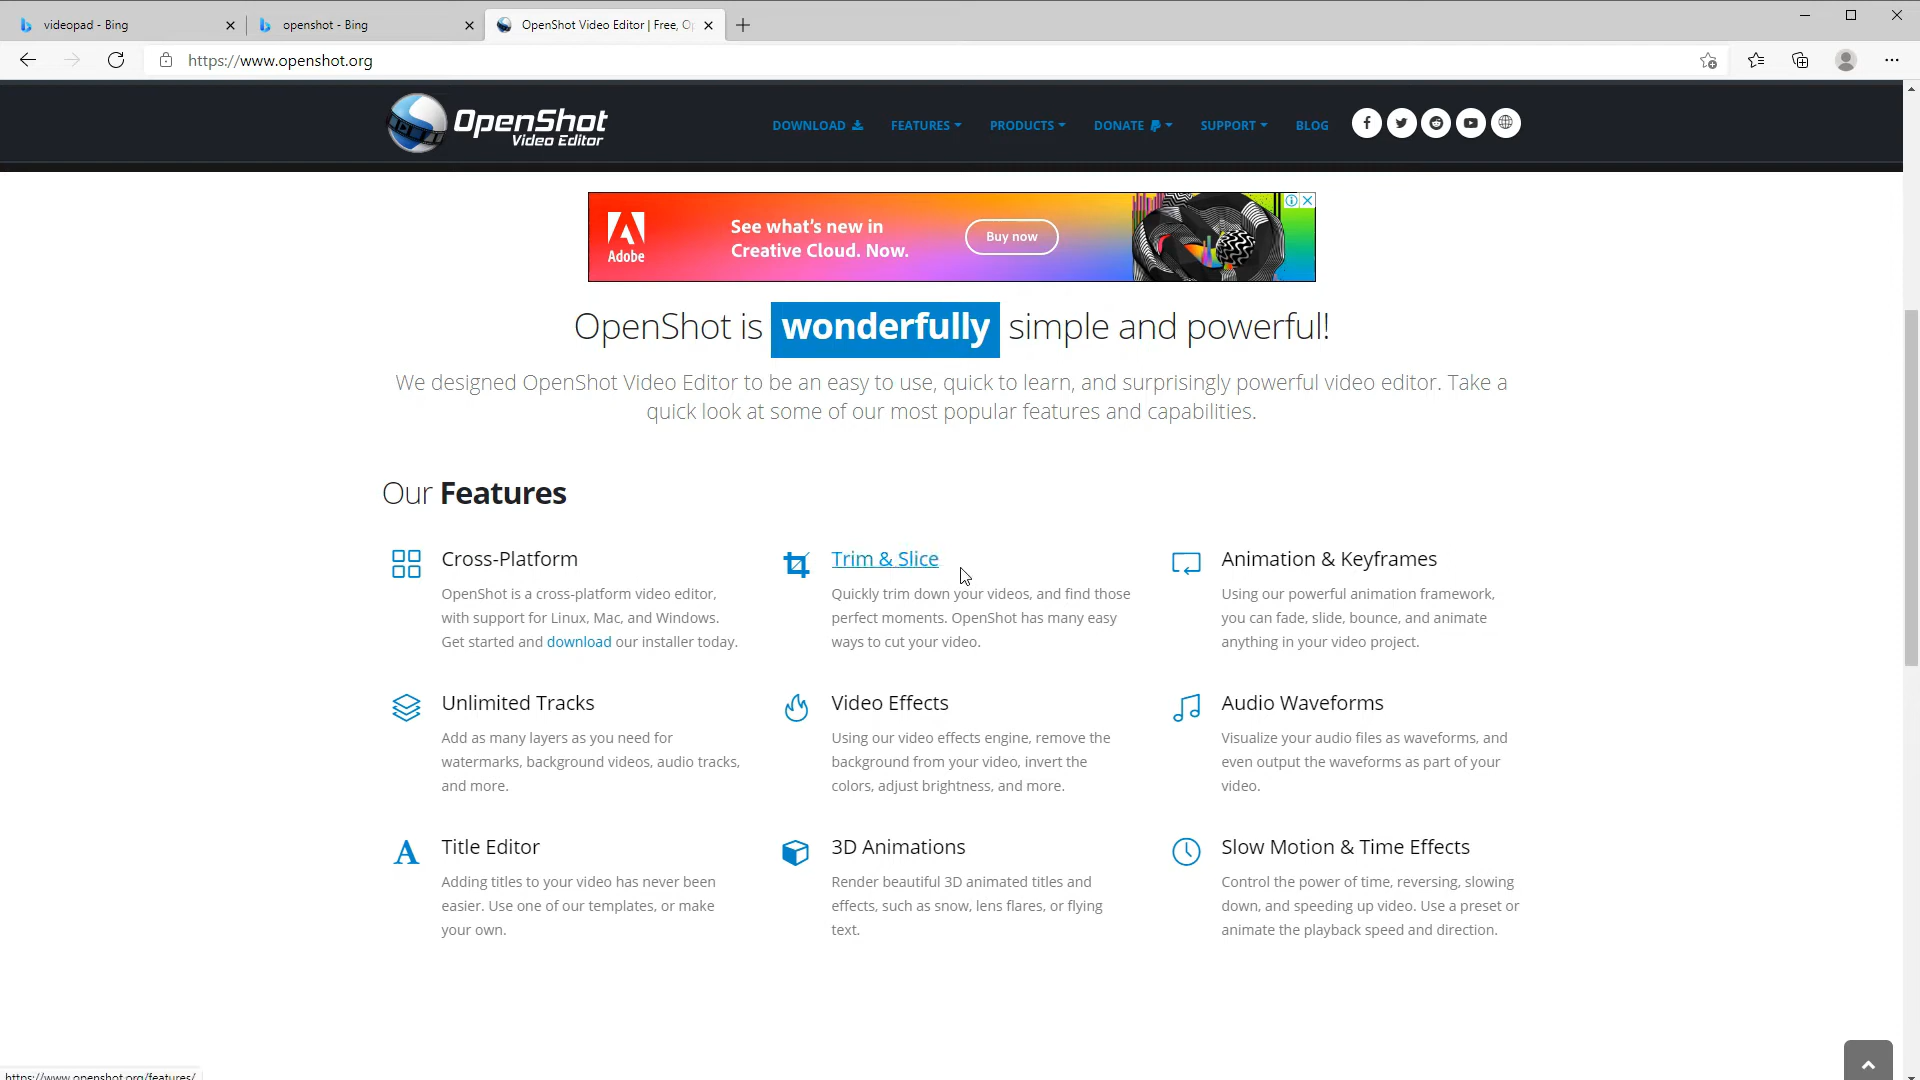 videopad - Bing
openshot - Bing
OpenShot Video Editor | Free, O
https://www.openshot.org
OpenShot
Video Editor
DOWNLOAD
FEATURES
PRODUCTS
DONATE
SUPPORT
BLOG
Adobe
See what's new in
Creative Cloud. Now.
Buy now
OpenShot is wonderfully simple and powerful!
We designed OpenShot Video Editor to be an easy to use, quick to learn, and surprisingly powerful video editor. Take a
quick look at some of our most popular features and capabilities.
Our Features
Cross-Platform
OpenShot is a cross-platform video editor,
with support for Linux, Mac, and Windows.
Get started and download our installer today.
Trim & Slice
Quickly trim down your videos, and find those
perfect moments. OpenShot has many easy
ways to cut your video.
Animation & Keyframes
Using our powerful animation framework,
you can fade, slide, bounce, and animate
anything in your video project.
Unlimited Tracks
Add as many layers as you need for
watermarks, background videos, audio tracks,
and more.
Video Effects
Using our video effects engine, remove the
background from your video, invert the
colors, adjust brightness, and more.
Audio Waveforms
Visualize your audio files as waveforms, and
even output the waveforms as part of your
video.
Title Editor
Adding titles to your video has never been
easier. Use one of our templates, or make
your own.
3D Animations
Render beautiful 3D animated titles and
effects, such as snow, lens flares, or flying
text.
Slow Motion & Time Effects
Control the power of time, reversing, slowing
down, and speeding up video. Use a preset or
animate the playback speed and direction.
https://www.openshot.org/features/